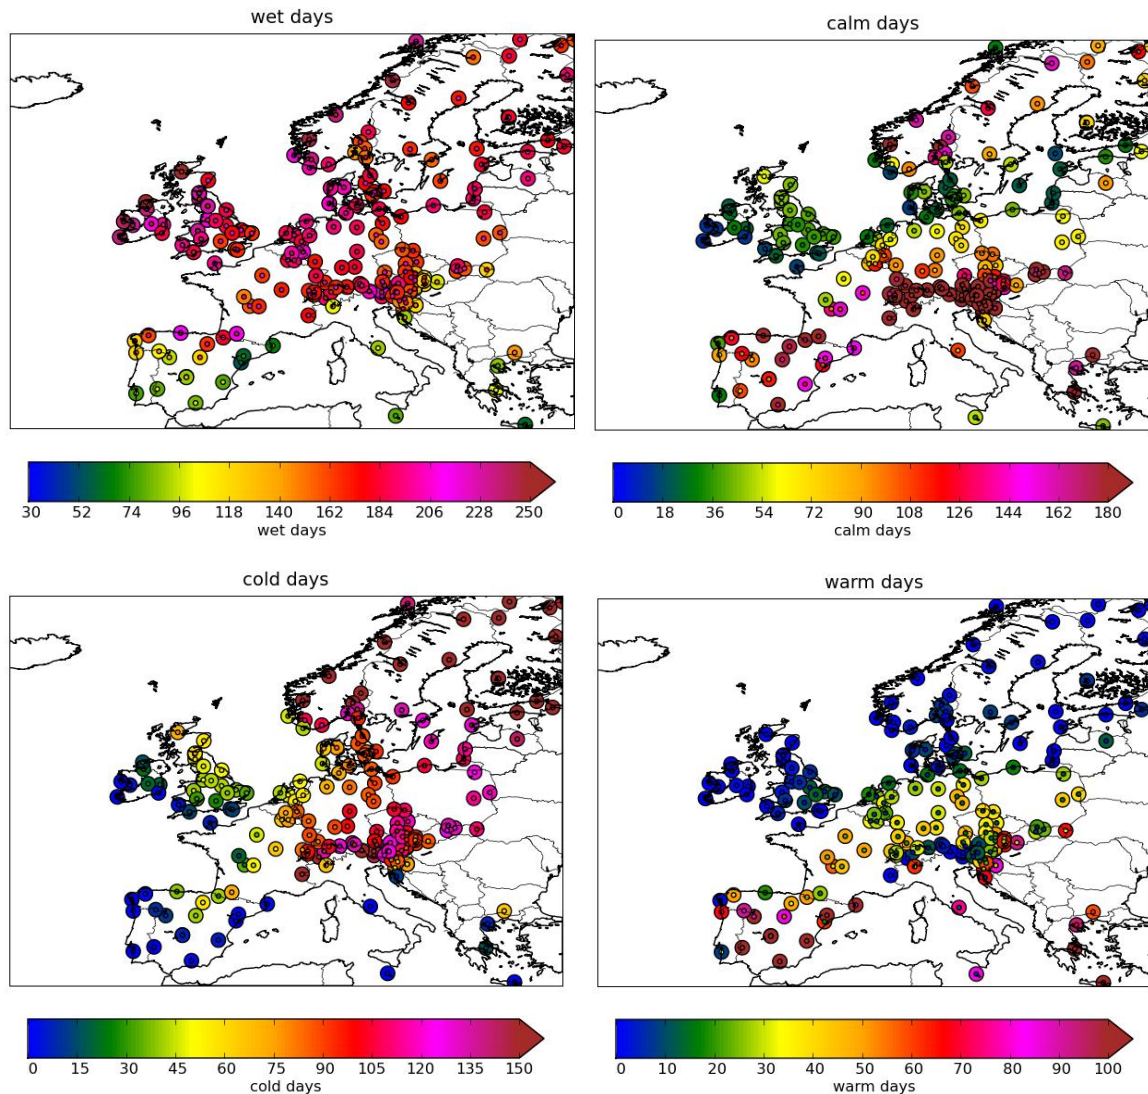 wet days
calm days
30 52 74 96 118 140 162 184 206 228 250
wet days
0 18 36 54 72 90 108 126 144 162 180
calm days
cold days
warm days
0 15 30 45 60 75 90 105 120 135 150
cold days
0 10 20 30 40 50 60 70 80 90 100
warm days